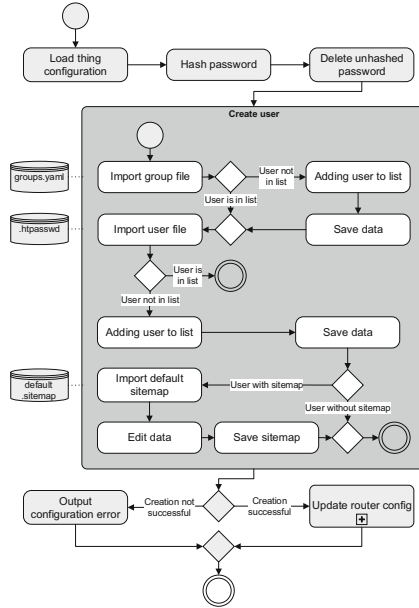 Load thing
configuration
Hash password
Delete unhashed
password
Create user
groups.yaml
Import group file
User not
in list
Adding user to list
User is in list
.htpasswd
Import user file
Save data
User is
in list
User not in list
Adding user to list
Save data
default
.sitemap
Import default
sitemap
User with sitemap
User without sitemap
Edit data
Save sitemap
Output
configuration error
Creation not
successful
Creation
successful
Update router config